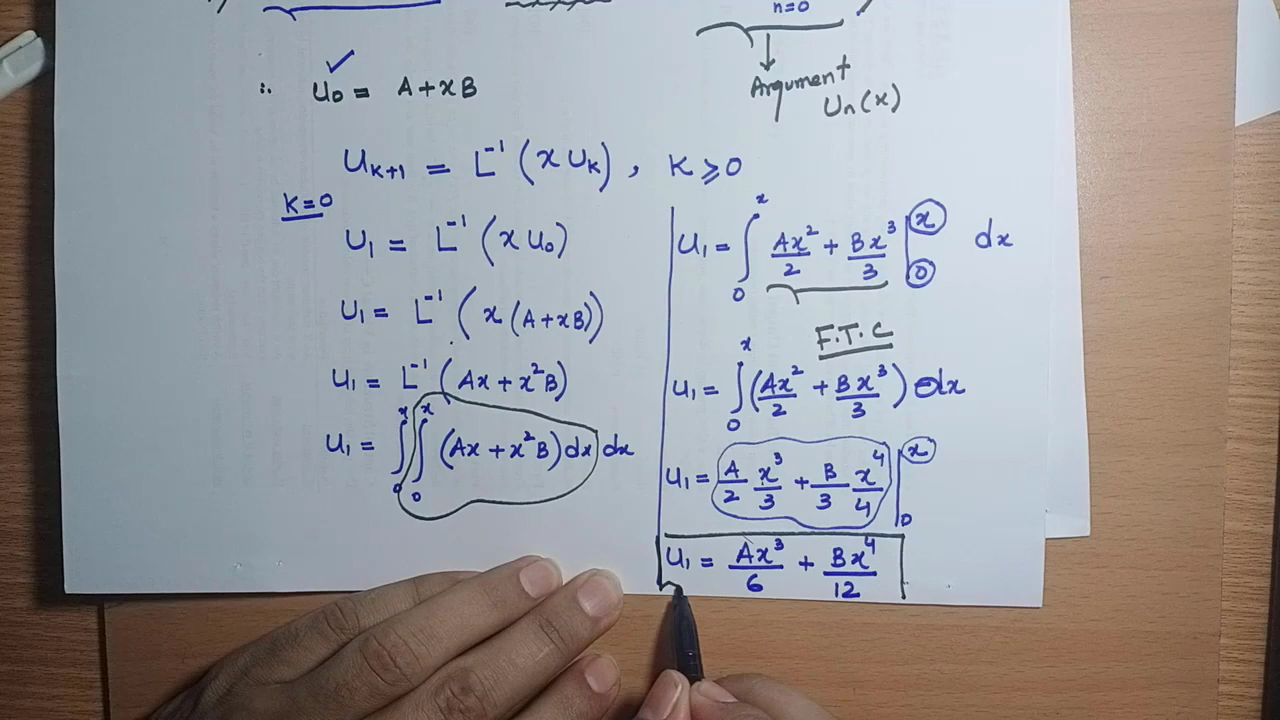 n=0
∴ u₀ = A+xB
Argument
Uₙ(x)
Uₖ₊₁ = L⁻¹(x Uₖ), K ≥ 0
K=0
U₁ = L⁻¹(x U₀)
U₁ = L⁻¹(x(A+xB))
U₁ = L⁻¹(Ax + x²B)
U₁ = ∫₀ˣ ∫₀ˣ (Ax + x²B) dx dx
U₁ = ∫₀ˣ Ax²/2 + Bx³/3 |₀ˣ dx
F.T.C
U₁ = ∫₀ˣ (Ax²/2 + Bx³/3) dx
U₁ = A/2 x³/3 + B/3 x⁴/4 |₀ˣ
U₁ = Ax³/6 + Bx⁴/12